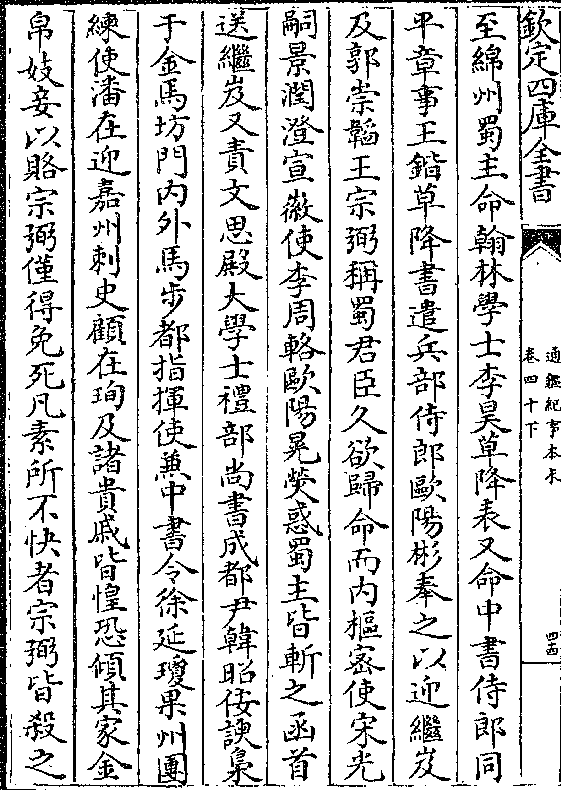 欽定四庫全書
通鑑紀事本末
卷四十下
四十四
至綿州蜀主命翰林學士李昊草降表又命中書侍郎同
平章事王鍇草降書遣兵部侍郎歐陽彬奉之以迎繼岌
及郭崇韜王宗弼稱蜀君臣久欲歸命而内樞密使宋光
嗣景潤澄宣徽使李周輅歐陽晃熒惑蜀主皆斬之函首
送繼岌又責文思殿大學士禮部尚書成都尹韓昭佞諛梟
于金馬坊門内外馬步都指揮使兼中書令徐延瓊果州團
練使潘在迎嘉州刺史顧在珣及諸貴戚皆惶恐傾其家金
帛妓妾以賂宗弼僅得免死凡素所不快者宗弼皆殺之